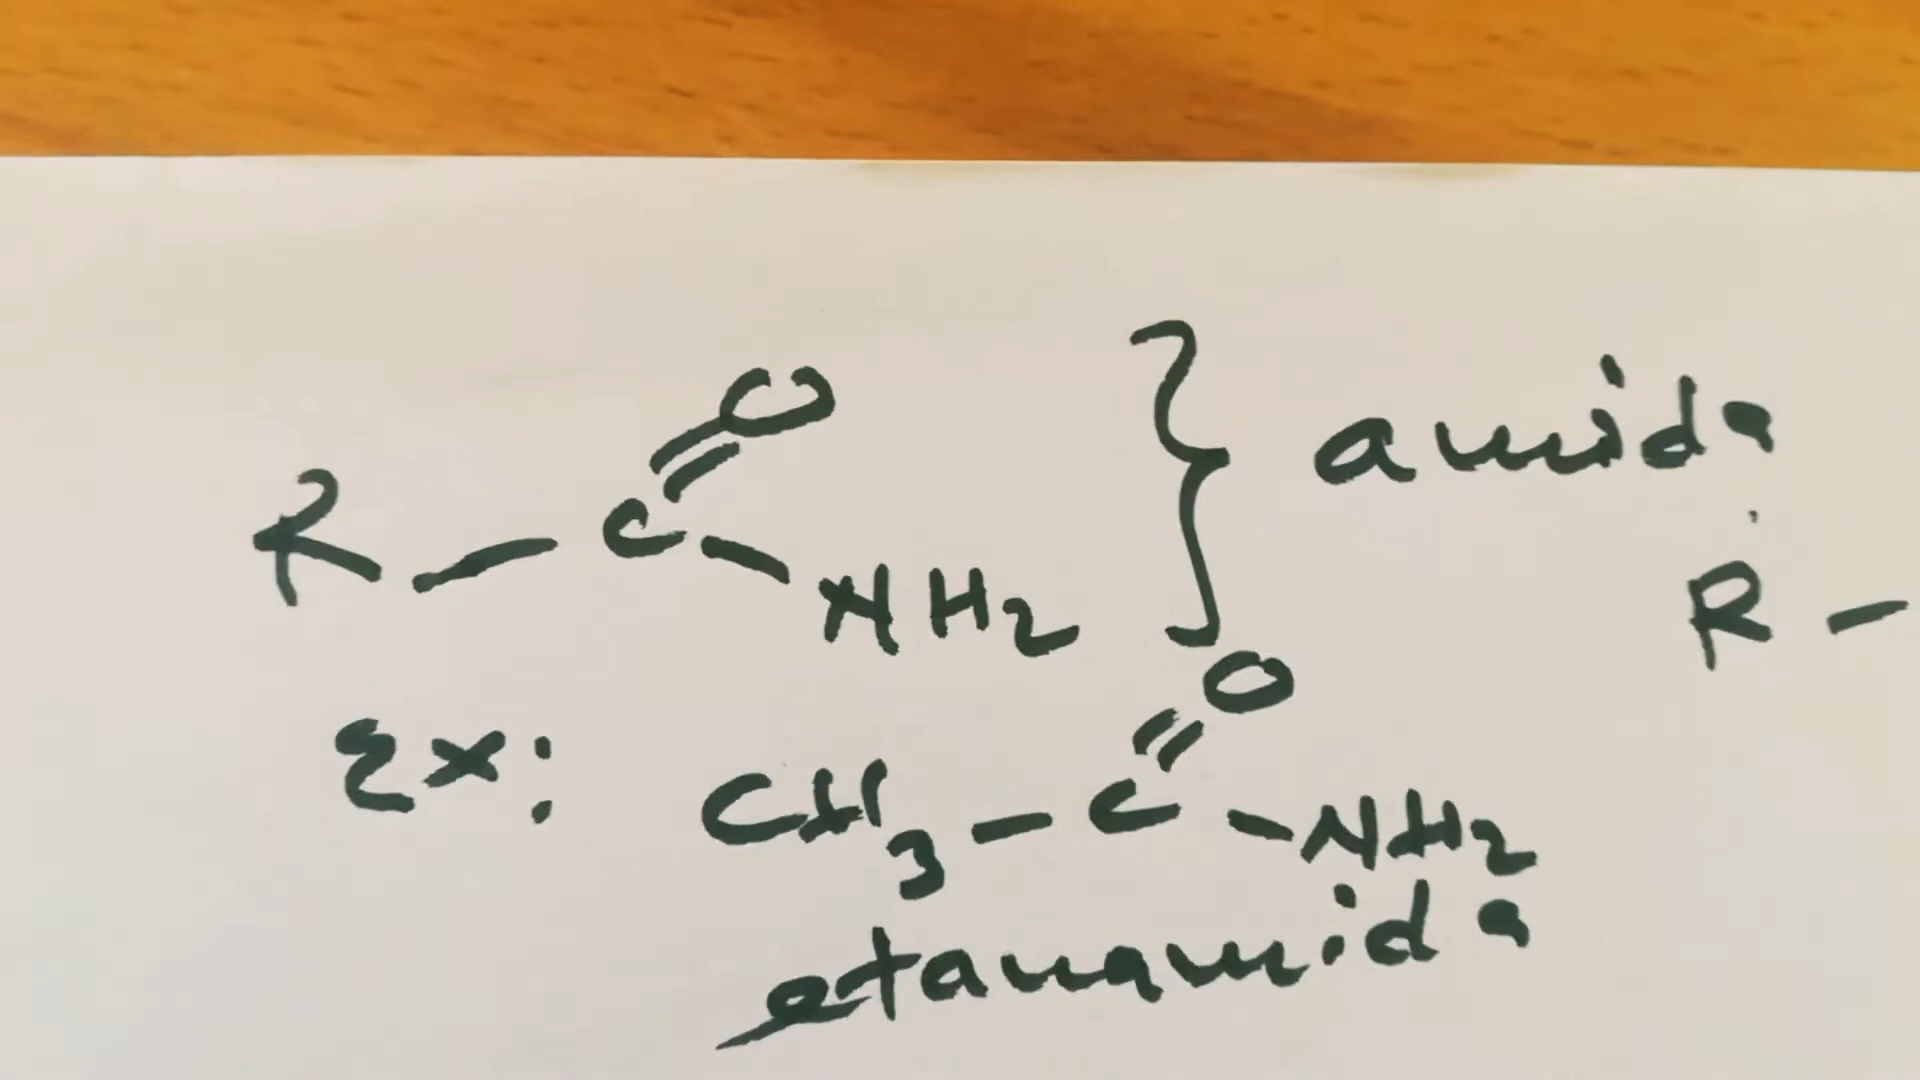 R-C=O
NH2
} amida
R-
Ex: CH3-C=O
-NH2
etanamida